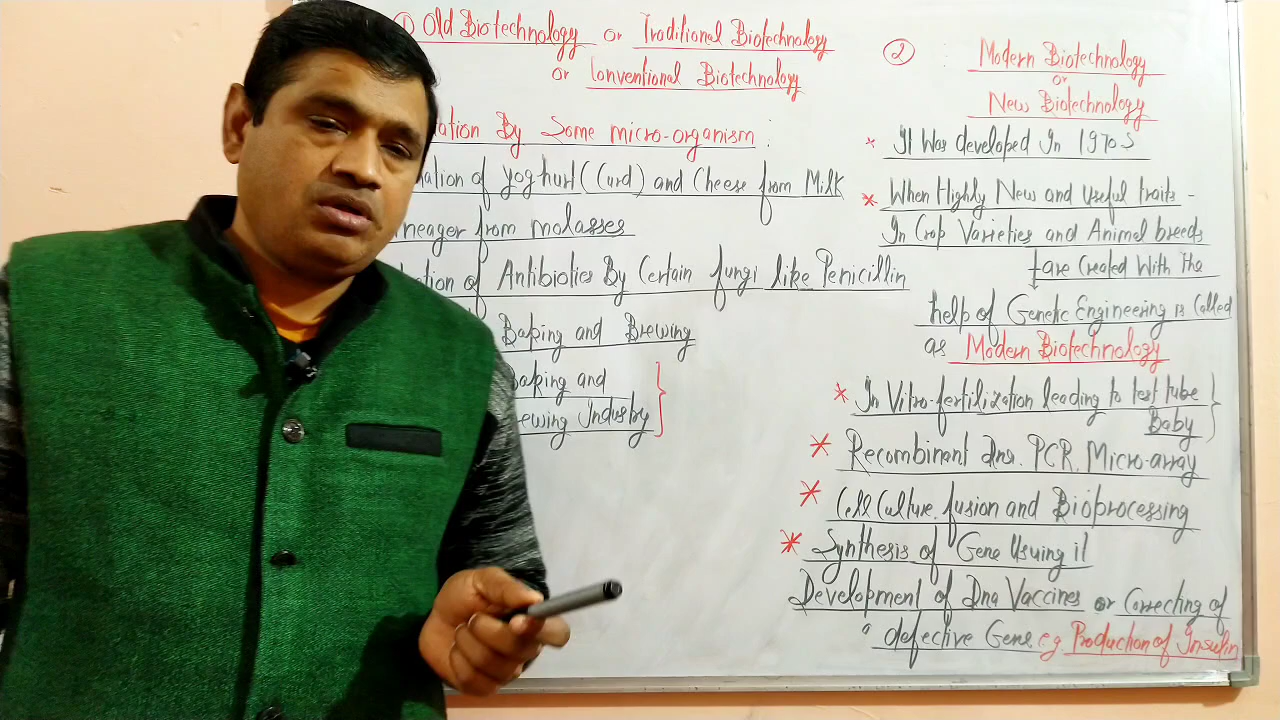 ① Old Biotechnology or Traditional Biotechnology
or Conventional Biotechnology
tation By Some micro-organism :
mation of yoghurt (Curd) and Cheese from Milk
neager from molasses
ation of Antibiotics By Certain fungi like Penicillin
Baking and Brewing
Baking and
ewing Industry
② : Modern Biotechnology
or
New Biotechnology
* It Was developed In 1970s
* When Highly New and useful traits -
In Crop Varieties and Animal breeds
are Created With the
help of Genetic Engineering is Called
as Modern Biotechnology
* In Vitro-fertilization leading to test tube
Baby
* Recombinent Dna. PCR, Micro-array
* Cell Culture, fusion and Bioprocessing
* Synthesis of Gene Usuing it
Development of Dna Vaccines or Correcting of
a defective Gene e.g. Production of Insulin